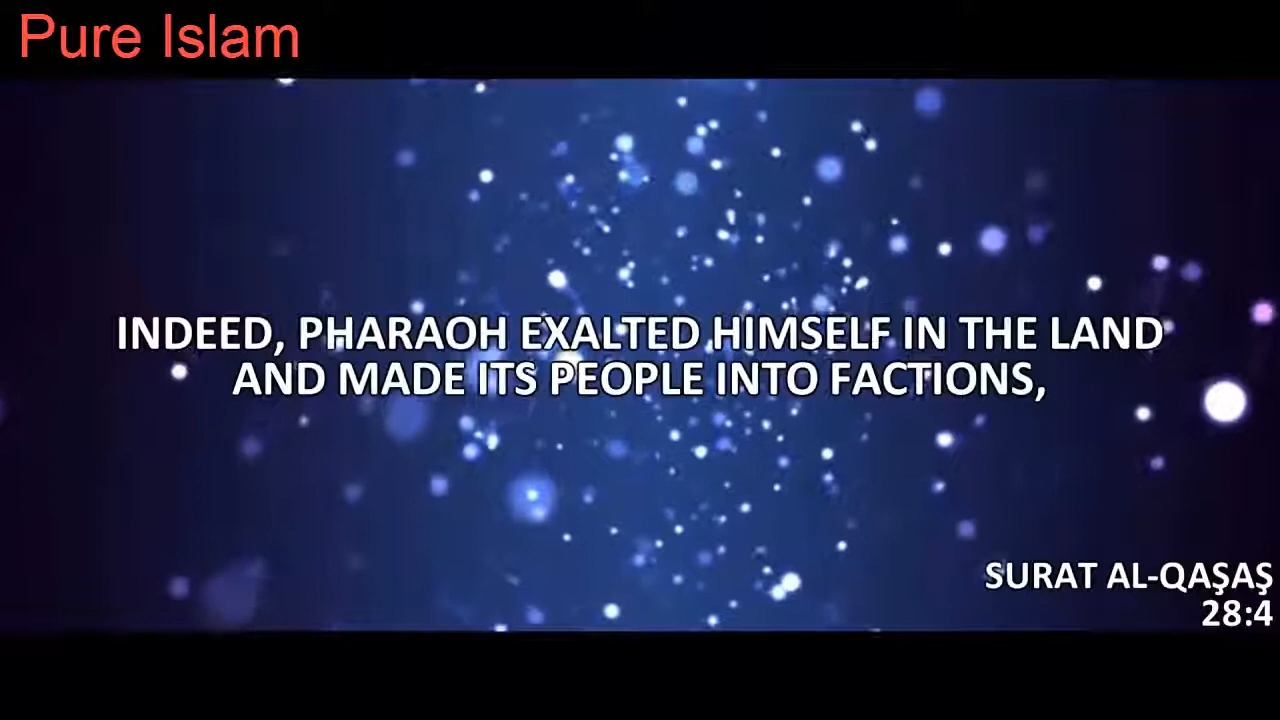 Pure Islam
INDEED, PHARAOH EXALTED HIMSELF IN THE LAND
AND MADE ITS PEOPLE INTO FACTIONS,
SURAT AL-QAŞAŞ
28:4